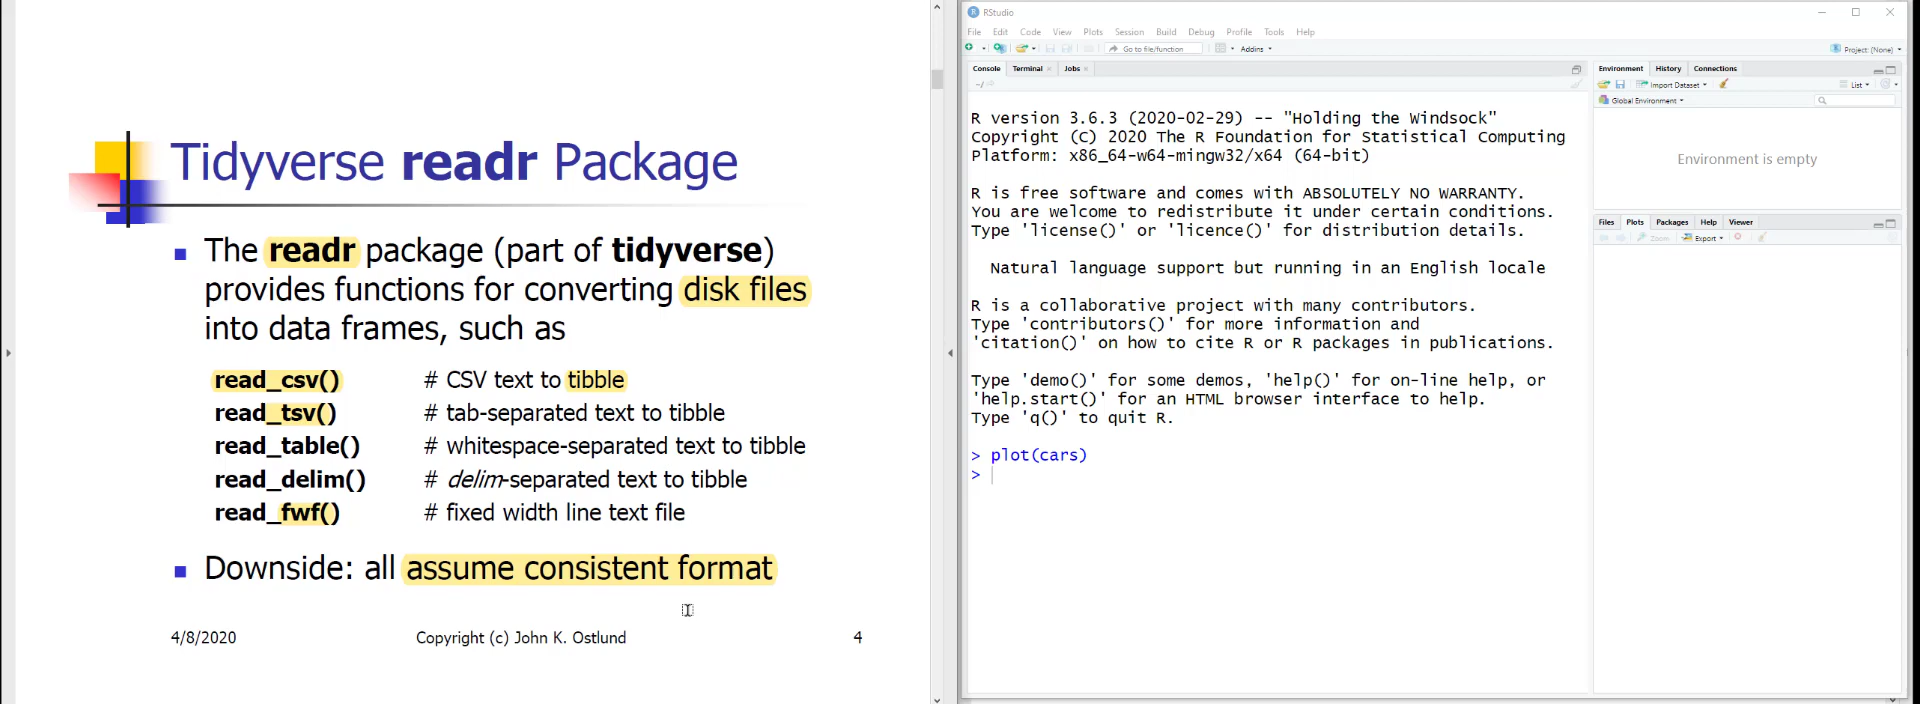 Tidyverse readr Package
The readr package (part of tidyverse)
provides functions for converting disk files
into data frames, such as
read_csv() # CSV text to tibble
read_tsv() # tab-separated text to tibble
read_table() # whitespace-separated text to tibble
read_delim() # delim-separated text to tibble
read_fwf() # fixed width line text file
Downside: all assume consistent format
4/8/2020 Copyright (c) John K. Ostlund 4
RStudio
File Edit Code View Plots Session Build Debug Profile Tools Help
Go to file/function Addins Project: (None)
Console Terminal Jobs
~/
R version 3.6.3 (2020-02-29) -- "Holding the Windsock"
Copyright (C) 2020 The R Foundation for Statistical Computing
Platform: x86_64-w64-mingw32/x64 (64-bit)
R is free software and comes with ABSOLUTELY NO WARRANTY.
You are welcome to redistribute it under certain conditions.
Type 'license()' or 'licence()' for distribution details.
Natural language support but running in an English locale
R is a collaborative project with many contributors.
Type 'contributors()' for more information and
'citation()' on how to cite R or R packages in publications.
Type 'demo()' for some demos, 'help()' for on-line help, or
'help.start()' for an HTML browser interface to help.
Type 'q()' to quit R.
> plot(cars)
>
Environment History Connections
Import Dataset List
Global Environment
Environment is empty
Files Plots Packages Help Viewer
Zoom Export